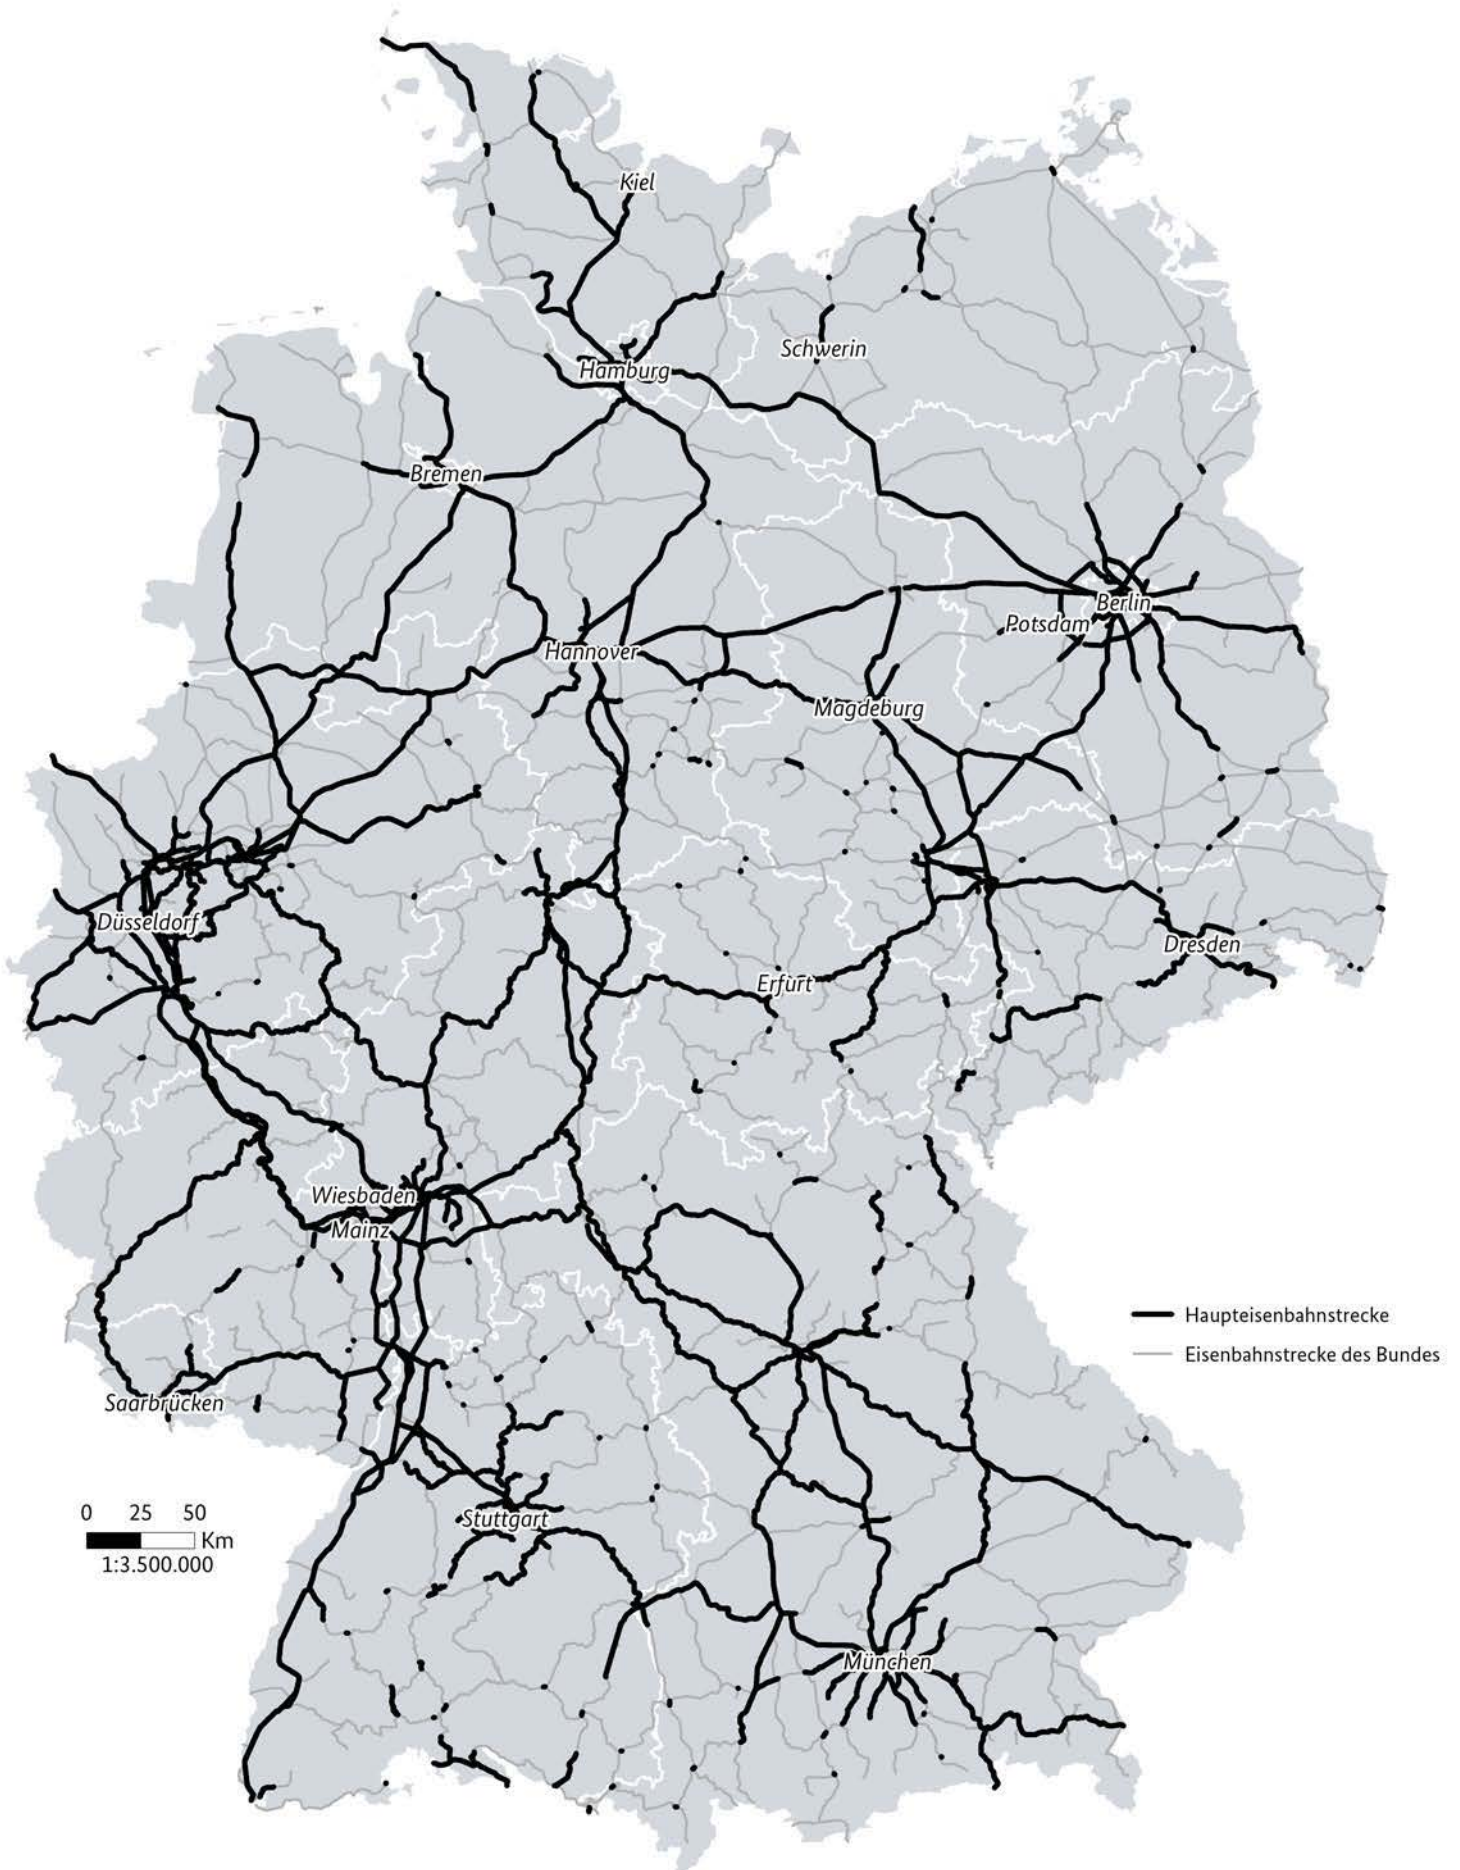 Kiel
Schwerin
Hamburg
Bremen
Berlin
Potsdam
Hannover
Magdeburg
Düsseldorf
Dresden
Erfurt
Wiesbaden
Mainz
Haupteisenbahnstrecke
Eisenbahnstrecke des Bundes
Saarbrücken
0 25 50
Km
1:3.500.000
Stuttgart
München